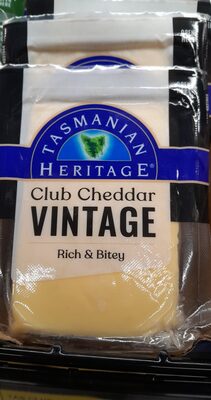 TASMANIAN
HERITAGE®
Club Cheddar
VINTAGE
Rich & Bitey